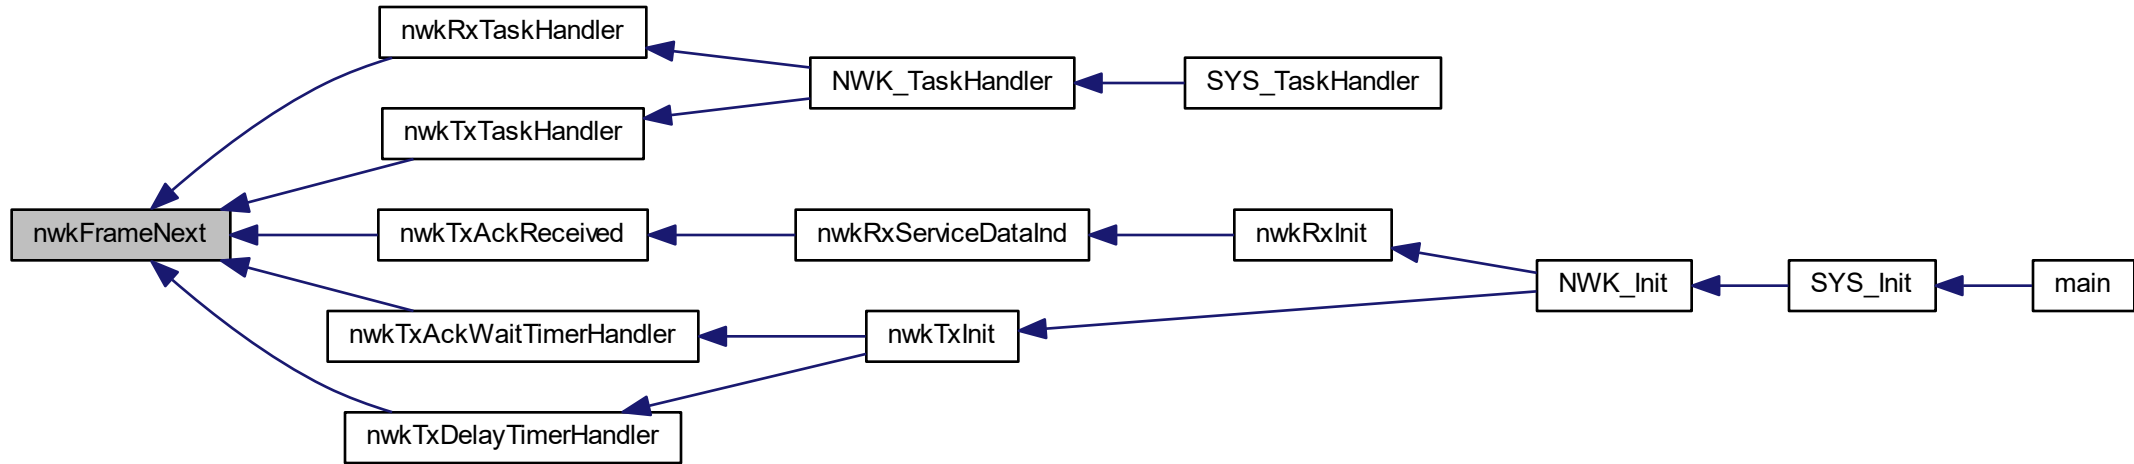 nwkRxTaskHandler
NWK_TaskHandler
SYS_TaskHandler
nwkTxTaskHandler
nwkFrameNext
nwkTxAckReceived
nwkRxServiceDataInd
nwkRxInit
NWK_Init
SYS_Init
main
nwkTxAckWaitTimerHandler
nwkTxInit
nwkTxDelayTimerHandler